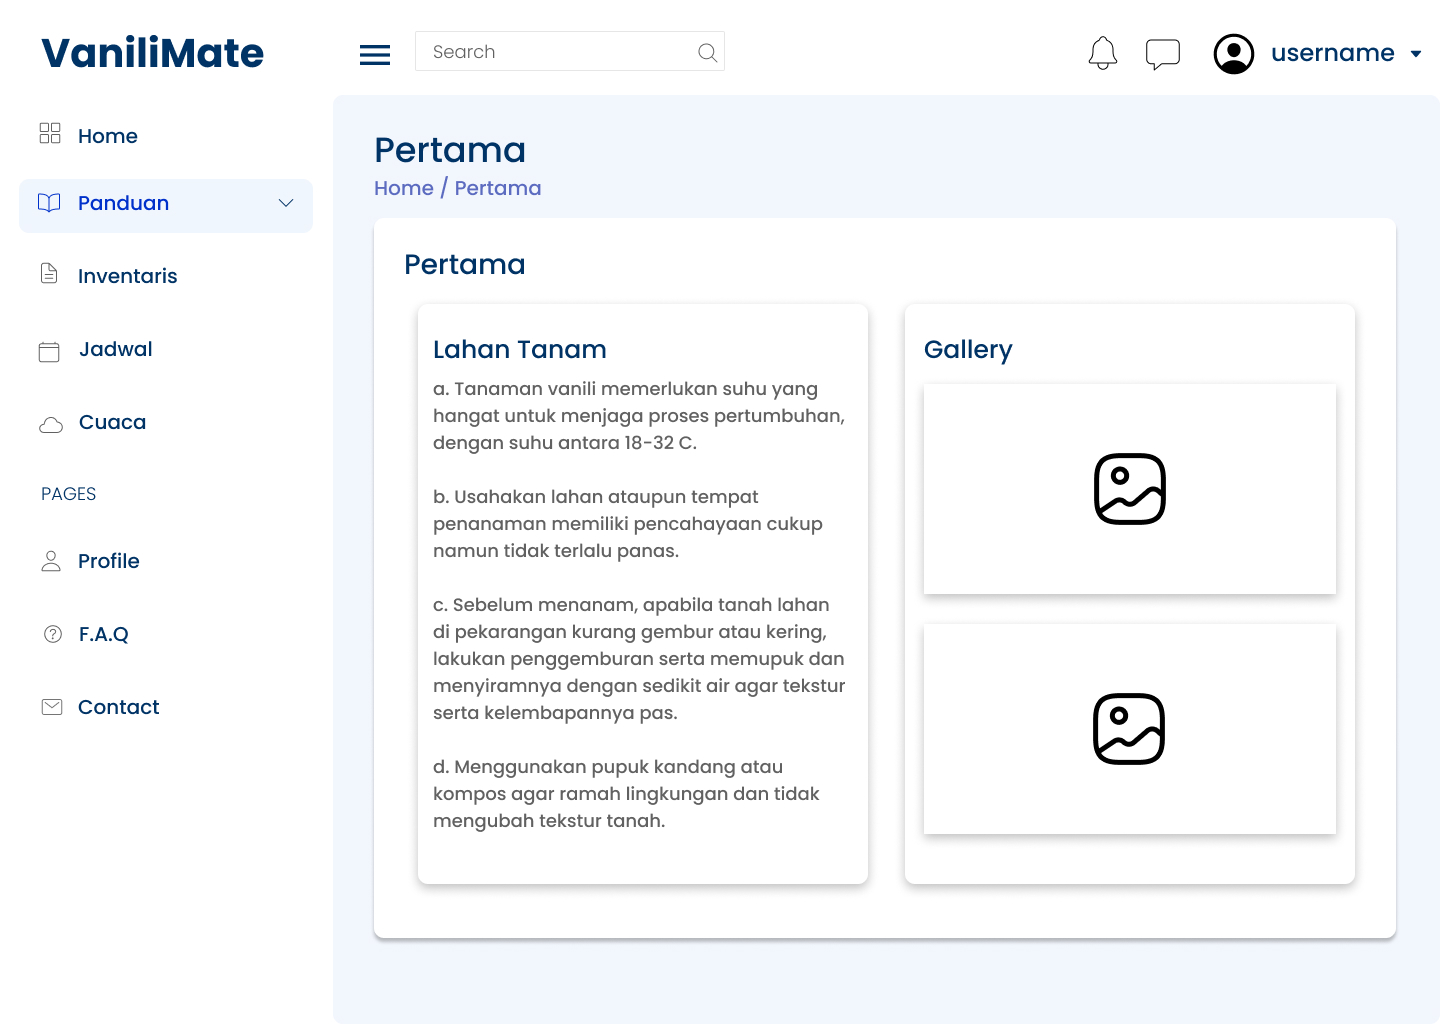 VaniliMate
Search
username
Home
Panduan
Inventaris
Jadwal
Cuaca
PAGES
Profile
F.A.Q
Contact
Pertama
Home / Pertama
Pertama
Lahan Tanam
a. Tanaman vanili memerlukan suhu yang
hangat untuk menjaga proses pertumbuhan,
dengan suhu antara 18-32 C.
b. Usahakan lahan ataupun tempat
penanaman memiliki pencahayaan cukup
namun tidak terlalu panas.
c. Sebelum menanam, apabila tanah lahan
di pekarangan kurang gembur atau kering,
lakukan penggemburan serta memupuk dan
menyiramnya dengan sedikit air agar tekstur
serta kelembapannya pas.
d. Menggunakan pupuk kandang atau
kompos agar ramah lingkungan dan tidak
mengubah tekstur tanah.
Gallery